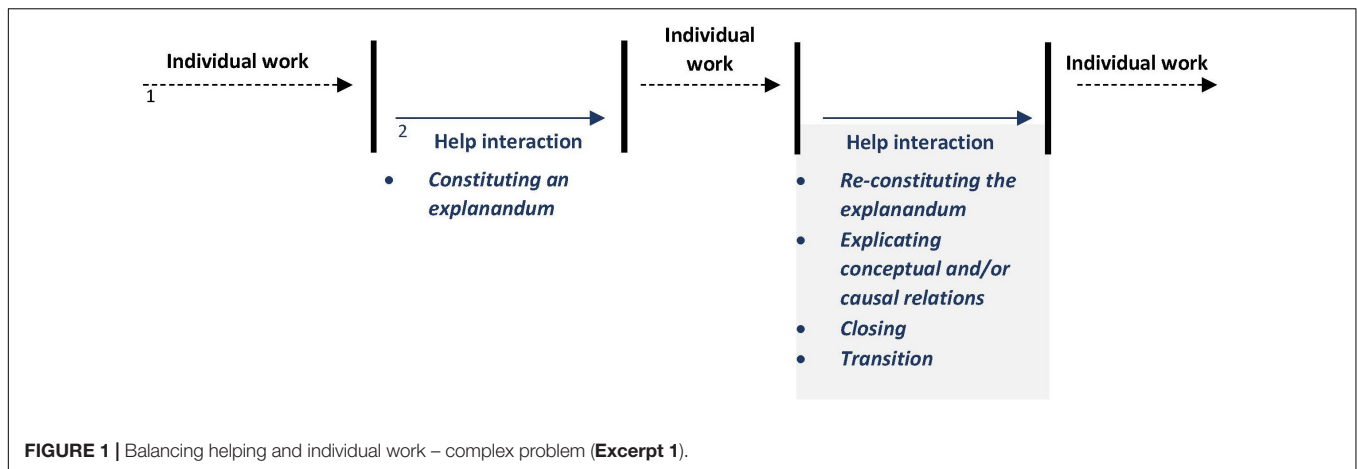 Individual work
1
2
Help interaction
• Constituting an
explanandum
Individual
work
Help interaction
• Re-constituting the
explanandum
• Explicating
conceptual and/or
causal relations
• Closing
• Transition
Individual work
FIGURE 1 | Balancing helping and individual work – complex problem (Excerpt 1).